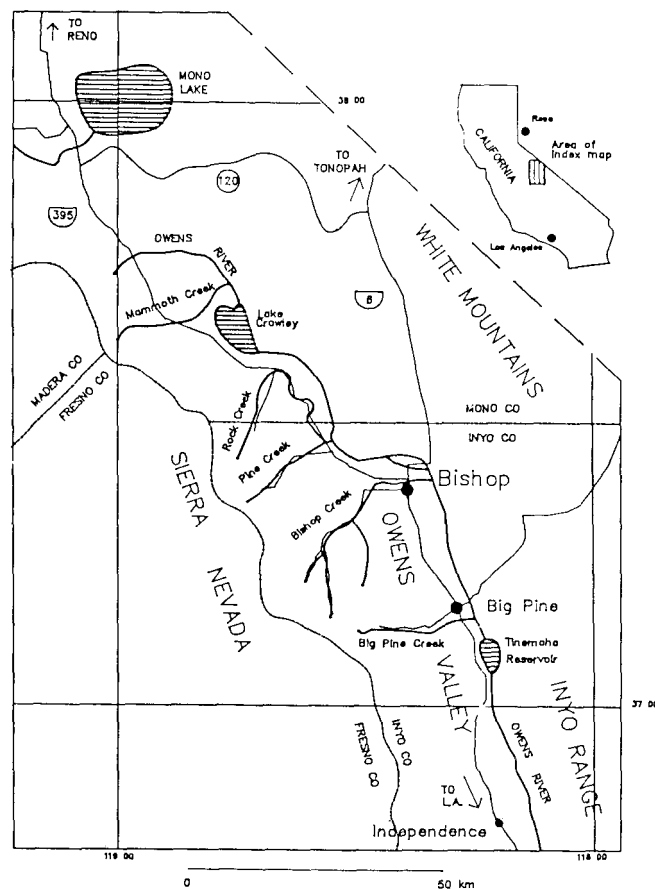 TO
RENO
MONO
LAKE
38 00
Reno
CALIFORNIA
Area of
Index map
TO
TONOPAH
120
395
Los Angeles
OWENS
RIVER
WHITE MOUNTAINS
6
Mammoth Creek
Lake
Crowley
MADERA CO
FRESNO CO
MONO CO
INYO CO
Rock Creek
Pine Creek
SIERRA
NEVADA
Bishop
Bishop Creek
OWENS
VALLEY
Big Pine
Big Pine Creek
Tinemaha
Reservoir
INYO RANGE
37 00
FRESNO CO
INYO CO
OWENS
RIVER
TO
L.A.
Independence
119 00
118 00
0
50 km